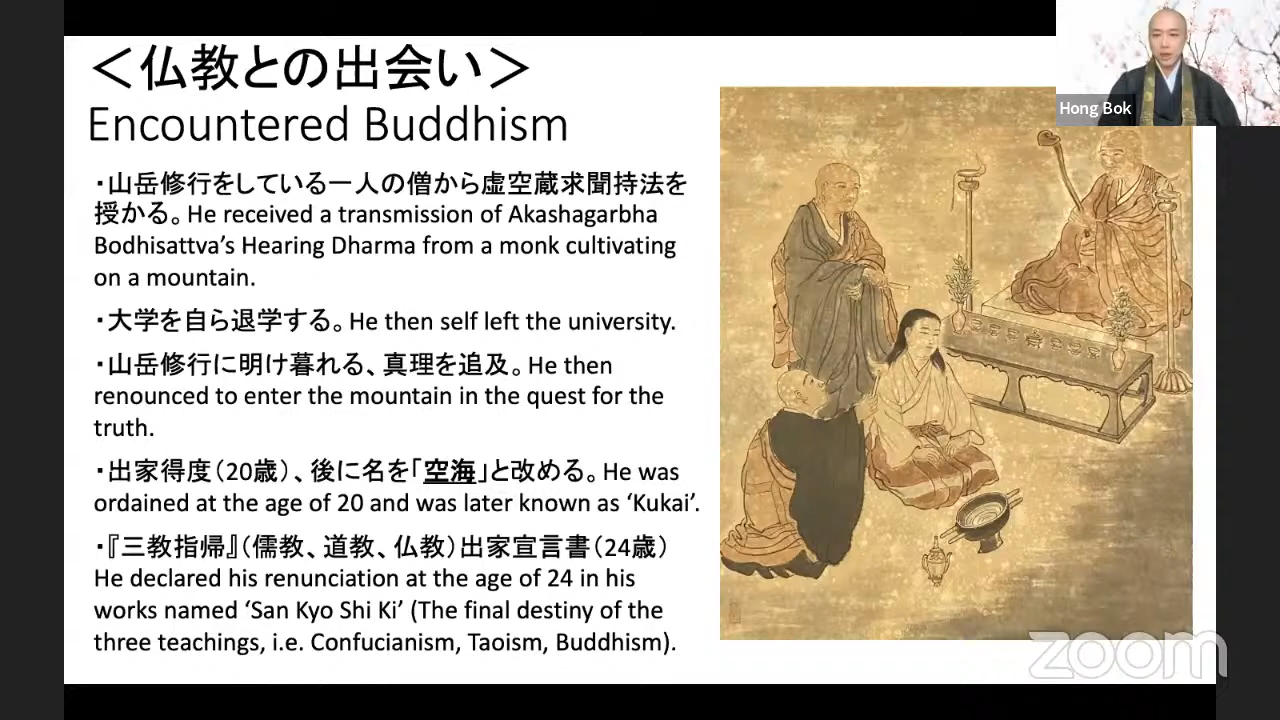 ＜仏教との出会い＞
Encountered Buddhism
・山岳修行をしている一人の僧から虚空蔵求聞持法を
授かる。He received a transmission of Akashagarbha
Bodhisattva's Hearing Dharma from a monk cultivating
on a mountain.
・大学を自ら退学する。He then self left the university.
・山岳修行に明け暮れる、真理を追及。He then
renounced to enter the mountain in the quest for the
truth.
・出家得度（20歳）、後に名を「空海」と改める。He was
ordained at the age of 20 and was later known as ‘Kukai’.
・『三教指帰』（儒教、道教、仏教）出家宣言書（24歳）
He declared his renunciation at the age of 24 in his
works named ‘San Kyo Shi Ki’ (The final destiny of the
three teachings, i.e. Confucianism, Taoism, Buddhism).
Hong Bok
zoom